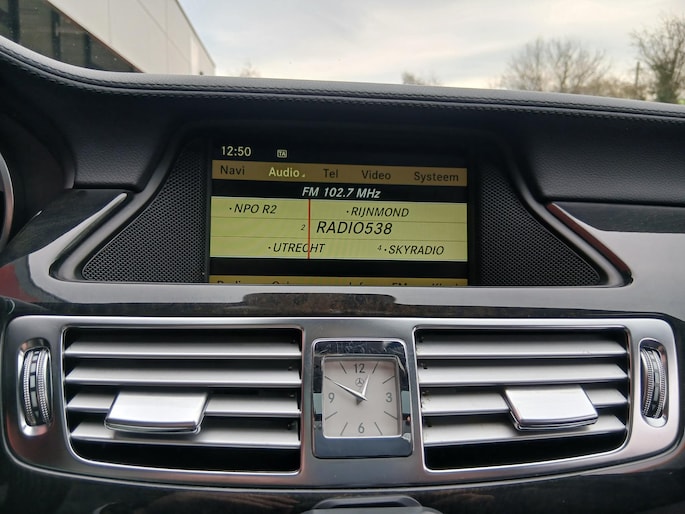 12:50 TA
Navi Audio Tel Video Systeem
FM 102.7 MHz
·NPO R2 ·RIJNMOND
2 RADIO538
·UTRECHT 4·SKYRADIO
12
9 3
6